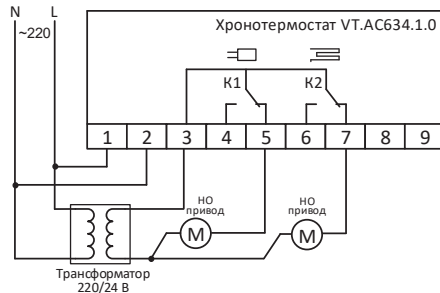 N L
~220
Хронотермостат VT.AC634.1.0
К1 К2
1 2 3 4 5 6 7 8 9
НО
привод
М
НО
привод
М
Трансформатор
220/24 В